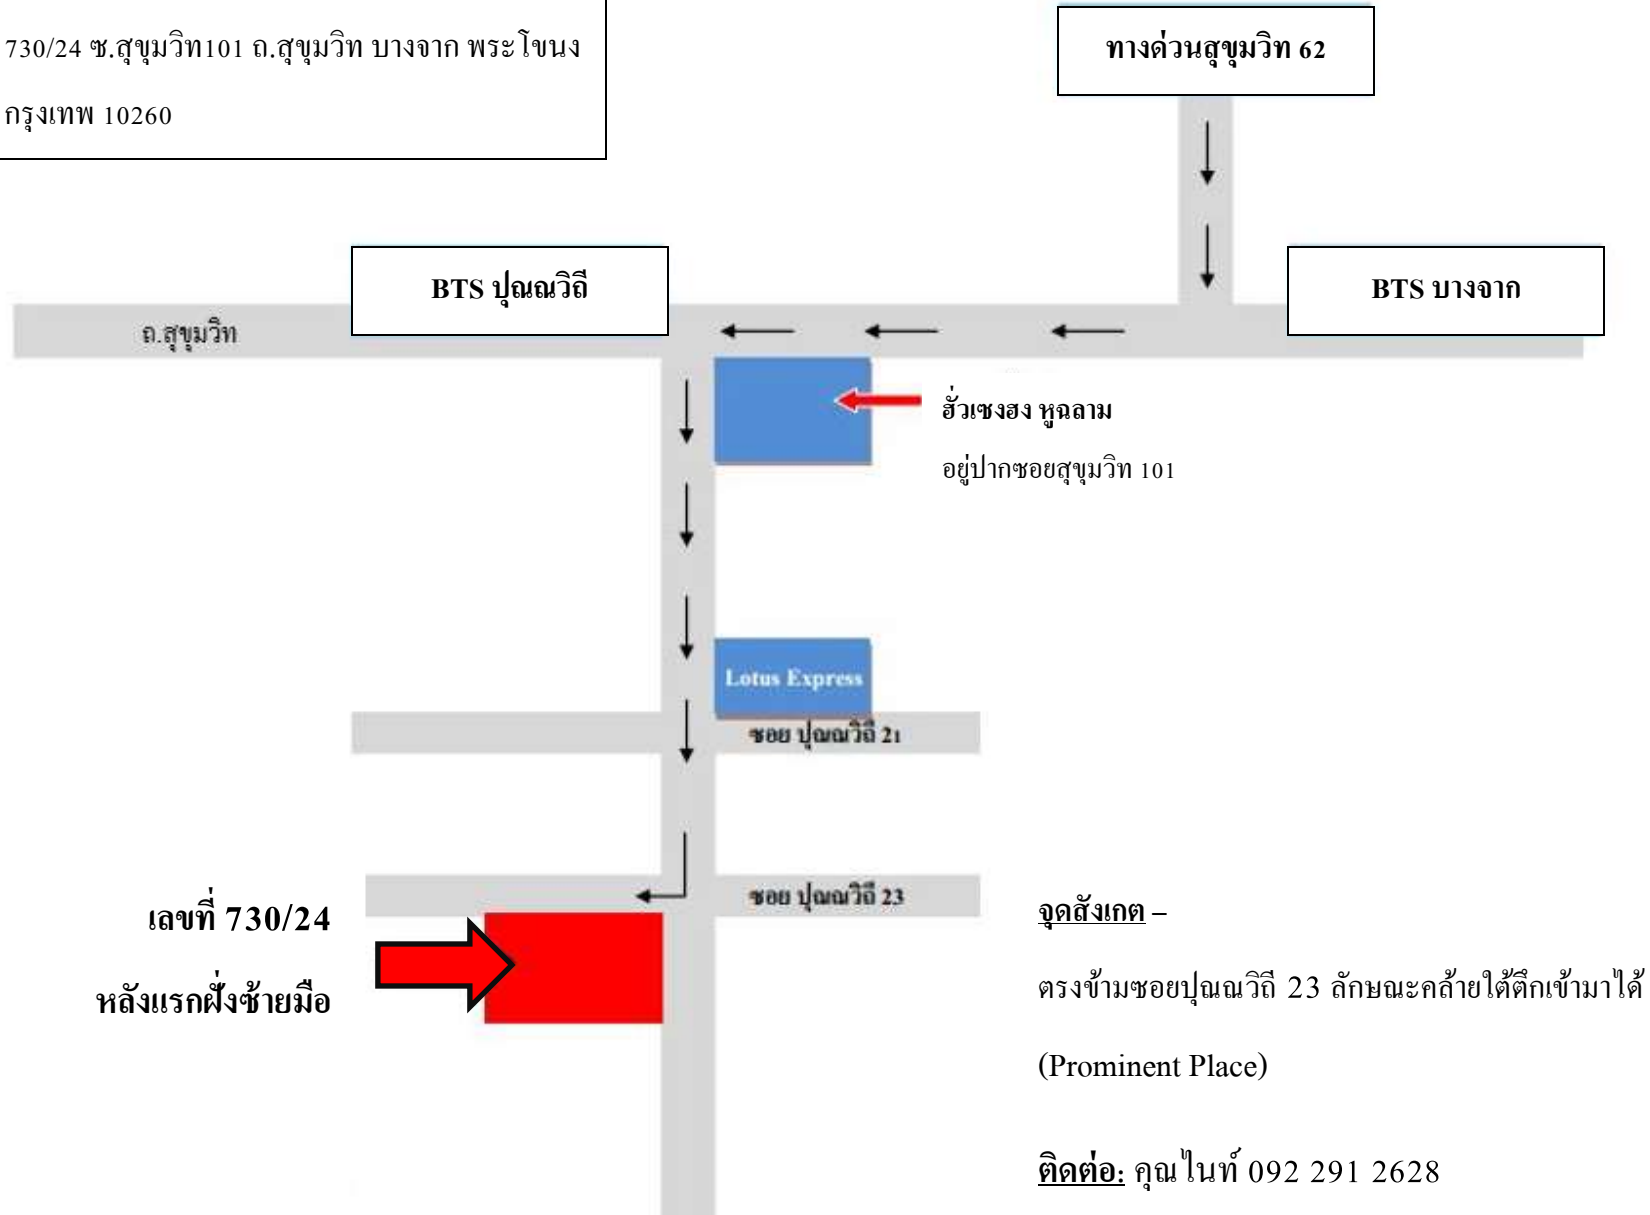 730/24 ซ.สุขุมวิท101 ถ.สุขุมวิท บางจาก พระโขนง
กรุงเทพ 10260
ทางด่วนสุขุมวิท 62
BTS ปุณณวิถี
BTS บางจาก
ถ.สุขุมวิท
ฮั่วเซงฮง หูฉลาม
อยู่ปากซอยสุขุมวิท 101
Lotus Express
ซอย ปุณณวิถี 21
ซอย ปุณณวิถี 23
เลขที่ 730/24
หลังแรกฝั่งซ้ายมือ
จุดสังเกต –
ตรงข้ามซอยปุณณวิถี 23 ลักษณะคล้ายใต้ตึกเข้ามาได้
(Prominent Place)
ติดต่อ: คุณไนท์ 092 291 2628